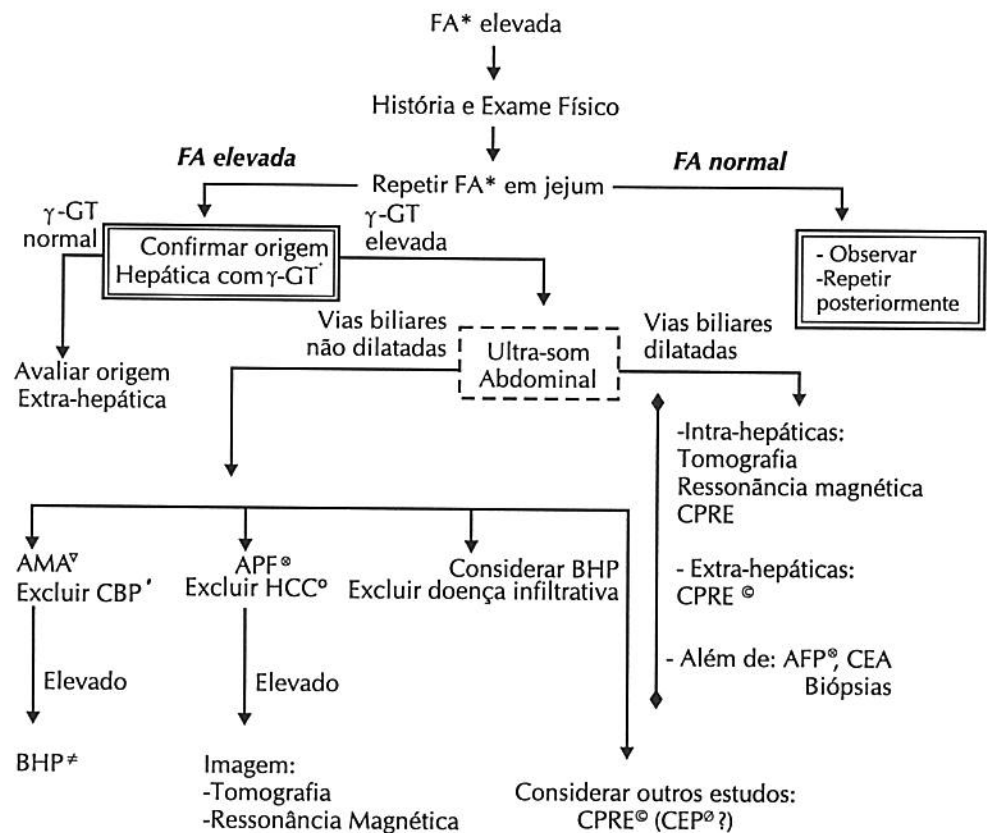 FA* elevada
História e Exame Físico
FA elevada
FA normal
Repetir FA* em jejum
γ-GT
normal
γ-GT
elevada
Confirmar origem
Hepática com γ-GT*
- Observar
-Repetir
posteriormente
Avaliar origem
Extra-hepática
Vias biliares
não dilatadas
Ultra-som
Abdominal
Vias biliares
dilatadas
-Intra-hepáticas:
Tomografia
Ressonãncia magnética
CPRE
- Extra-hepáticas:
CPRE ©
- Além de: AFP⊗, CEA
Biópsias
AMA∇
Excluir CBP′
APF⊗
Excluir HCCº
Considerar BHP
Excluir doença infiltrativa
Elevado
Elevado
BHP≠
Imagem:
-Tomografia
-Ressonância Magnética
Considerar outros estudos:
CPRE© (CEP∅?)